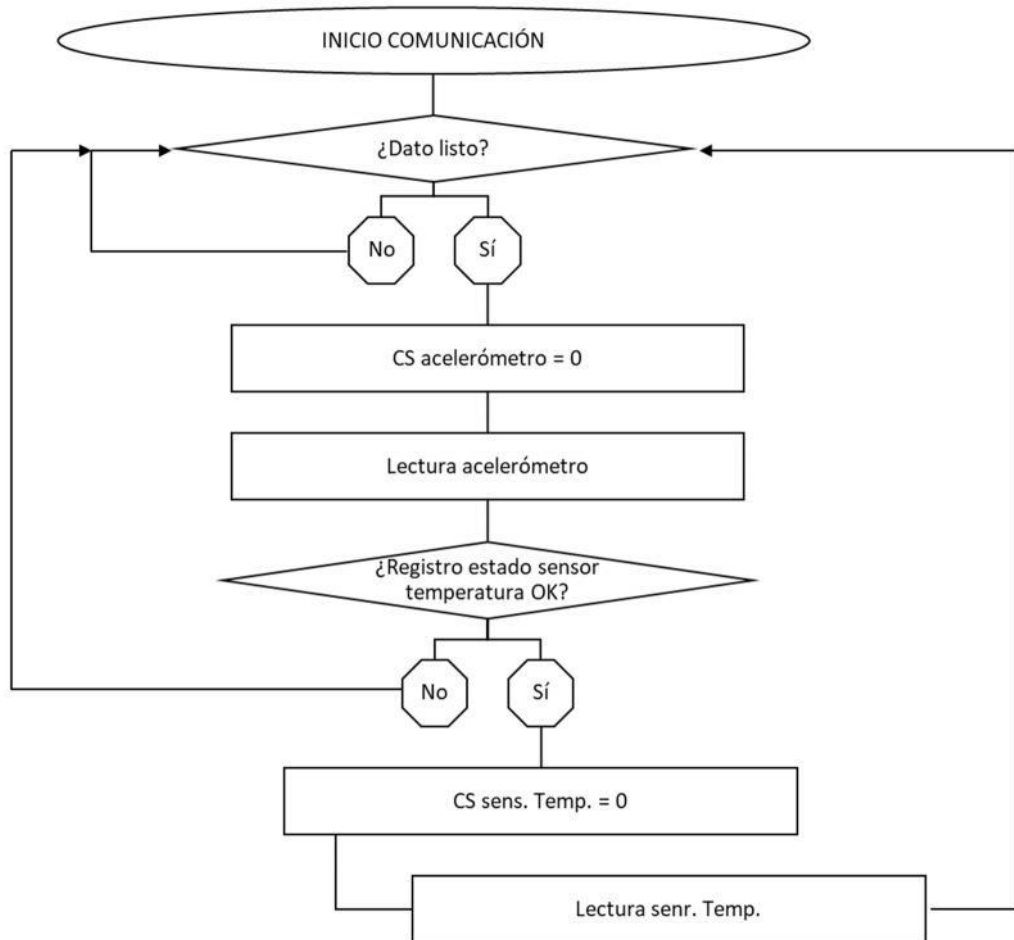 INICIO COMUNICACIÓN
¿Dato listo?
No
Sí
CS acelerómetro = 0
Lectura acelerómetro
¿Registro estado sensor
temperatura OK?
No
Sí
CS sens. Temp. = 0
Lectura senr. Temp.